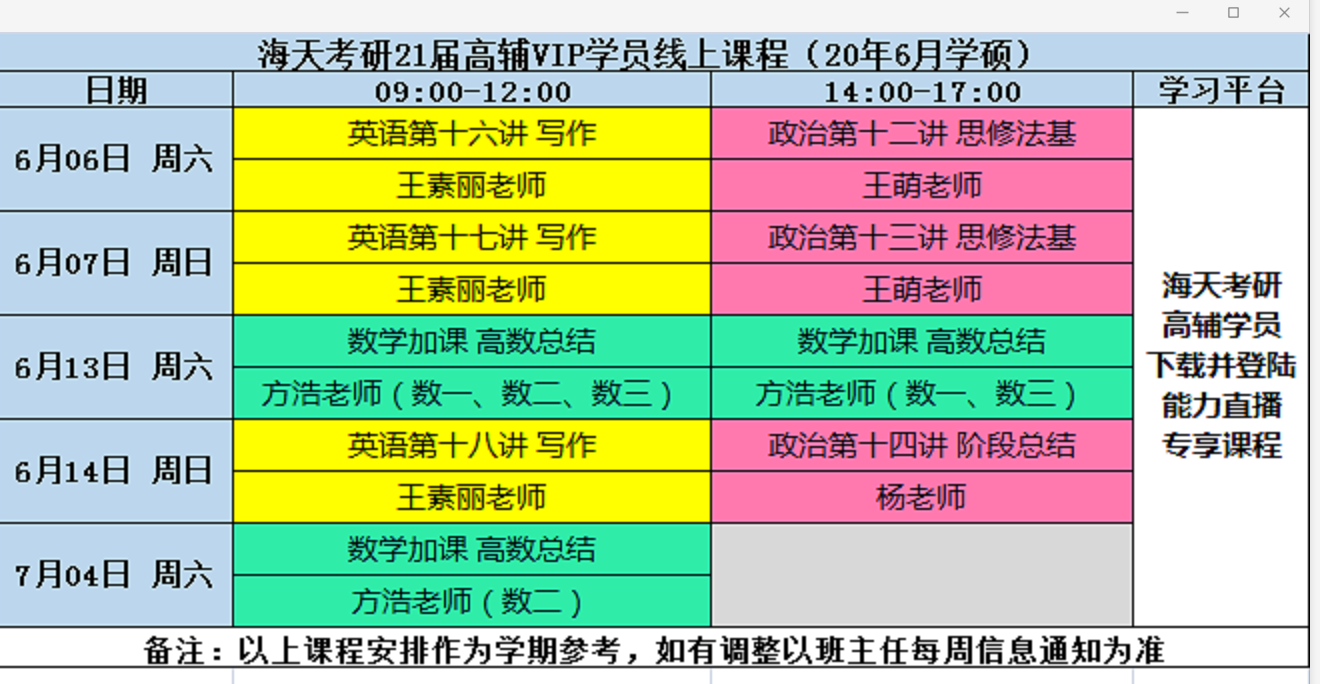 海天考研21届高辅VIP学员线上课程（20年6月学硕）
日期 09:00-12:00 14:00-17:00 学习平台
6月06日 周六
英语第十六讲 写作 政治第十二讲 思修法基
王素丽老师 王萌老师
6月07日 周日
英语第十七讲 写作 政治第十三讲 思修法基
王素丽老师 王萌老师
6月13日 周六
数学加课 高数总结 数学加课 高数总结
方浩老师（数一、数二、数三） 方浩老师（数一、数三）
6月14日 周日
英语第十八讲 写作 政治第十四讲 阶段总结
王素丽老师 杨老师
7月04日 周六
数学加课 高数总结
方浩老师（数二）
海天考研
高辅学员
下载并登陆
能力直播
专享课程
备注：以上课程安排作为学期参考，如有调整以班主任每周信息通知为准